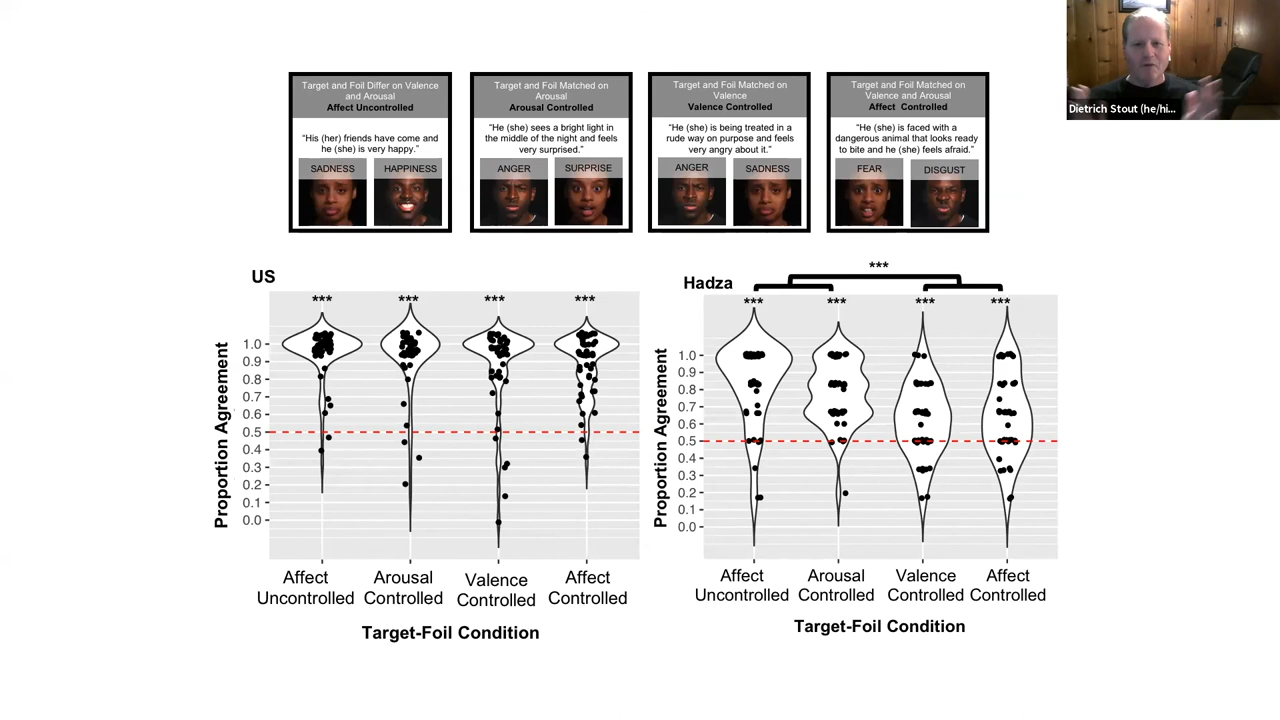 Dietrich Stout (he/hi...
Target and Foil Differ on Valence
and Arousal
Affect Uncontrolled
"His (her) friends have come and
he (she) is very happy."
SADNESS
HAPPINESS
Target and Foil Matched on
Arousal
Arousal Controlled
"He (she) sees a bright light in
the middle of the night and feels
very surprised."
ANGER
SURPRISE
Target and Foil Matched on
Valence
Valence Controlled
"He (she) is being treated in a
rude way on purpose and feels
very angry about it."
ANGER
SADNESS
Target and Foil Matched on
Valence and Arousal
Affect Controlled
"He (she) is faced with a
dangerous animal that looks ready
to bite and he (she) feels afraid."
FEAR
DISGUST
US
*** *** *** ***
Proportion Agreement
1.0
0.9
0.8
0.7
0.6
0.5
0.4
0.3
0.2
0.1
0.0
Affect
Uncontrolled
Arousal
Controlled
Valence
Controlled
Affect
Controlled
Target-Foil Condition
Hadza
***
*** *** *** ***
Proportion Agreement
1.0
0.9
0.8
0.7
0.6
0.5
0.4
0.3
0.2
0.1
0.0
Affect
Uncontrolled
Arousal
Controlled
Valence
Controlled
Affect
Controlled
Target-Foil Condition